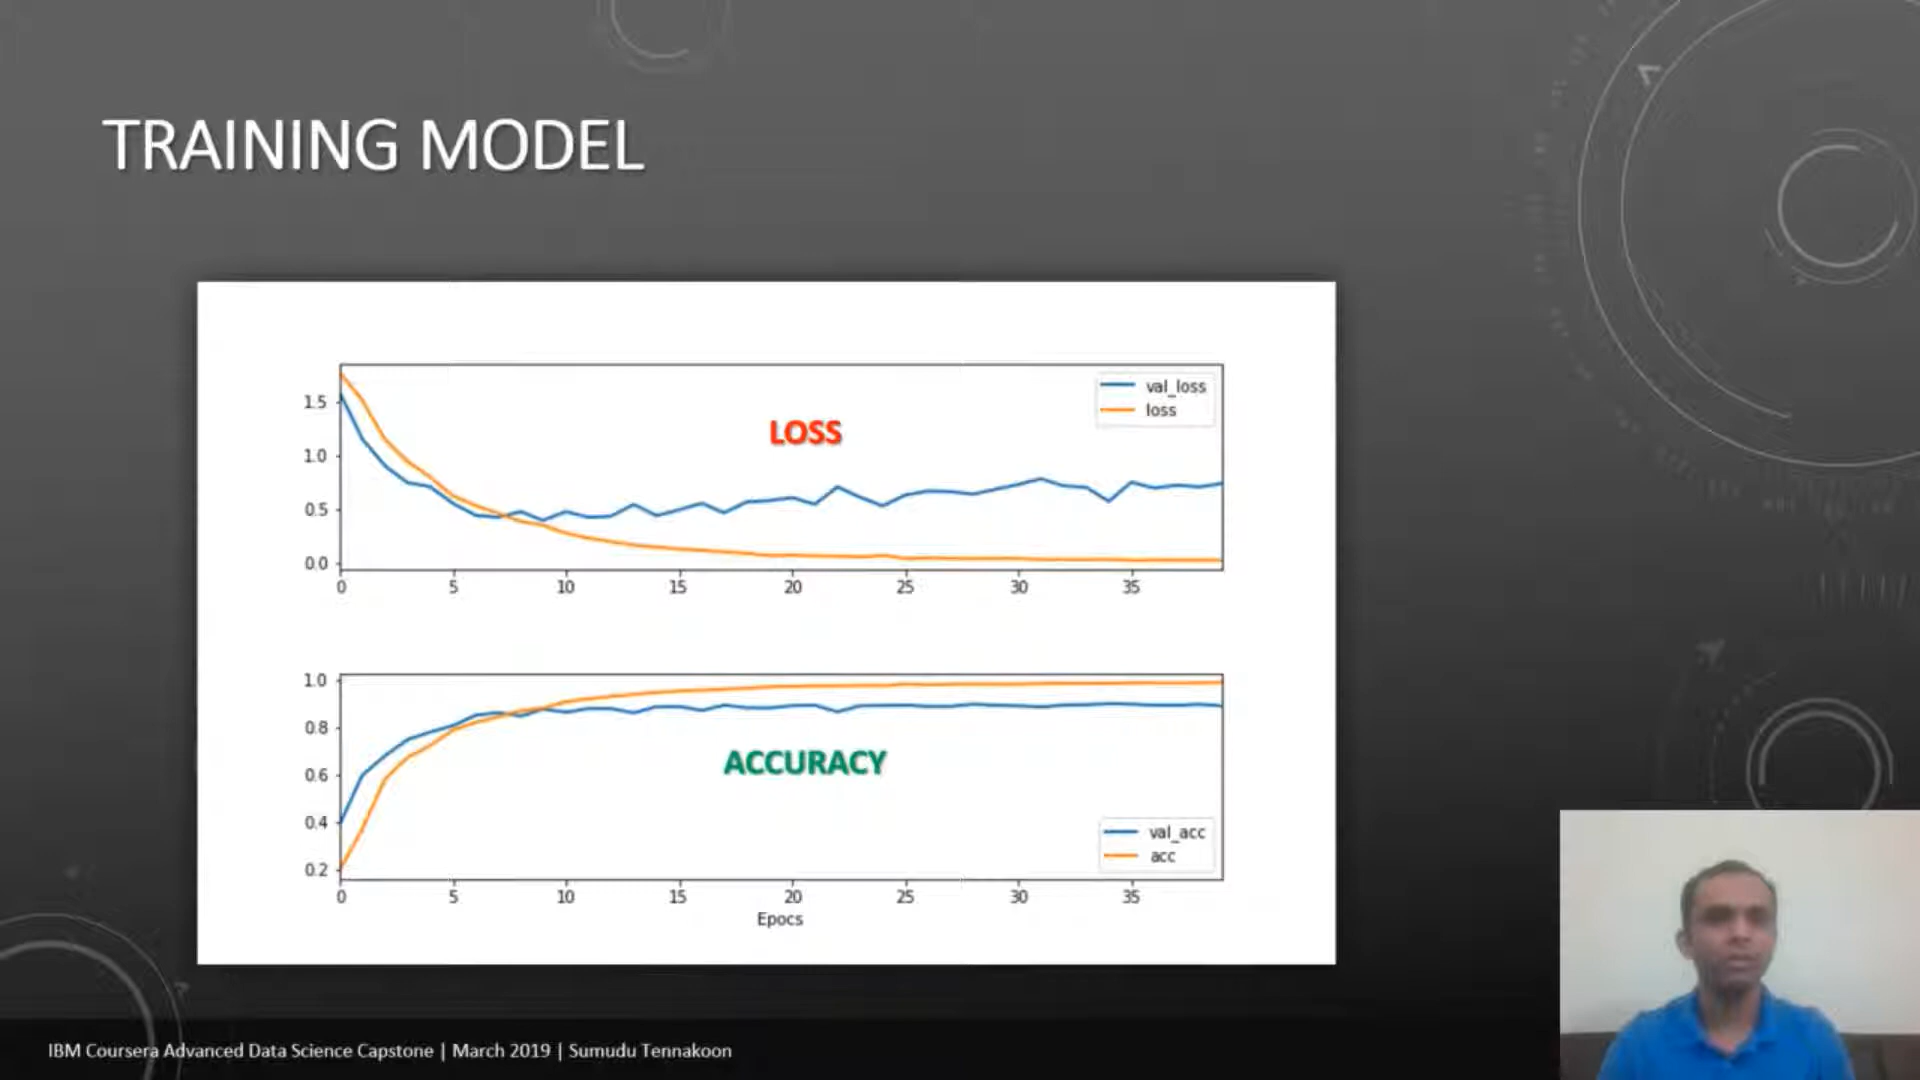 TRAINING MODEL
val_loss
loss
LOSS
1.5
1.0
0.5
0.0
0 5 10 15 20 25 30 35
1.0
0.8
0.6
0.4
0.2
ACCURACY
val_acc
acc
0 5 10 15 20 25 30 35
Epocs
IBM Coursera Advanced Data Science Capstone | March 2019 | Sumudu Tennakoon